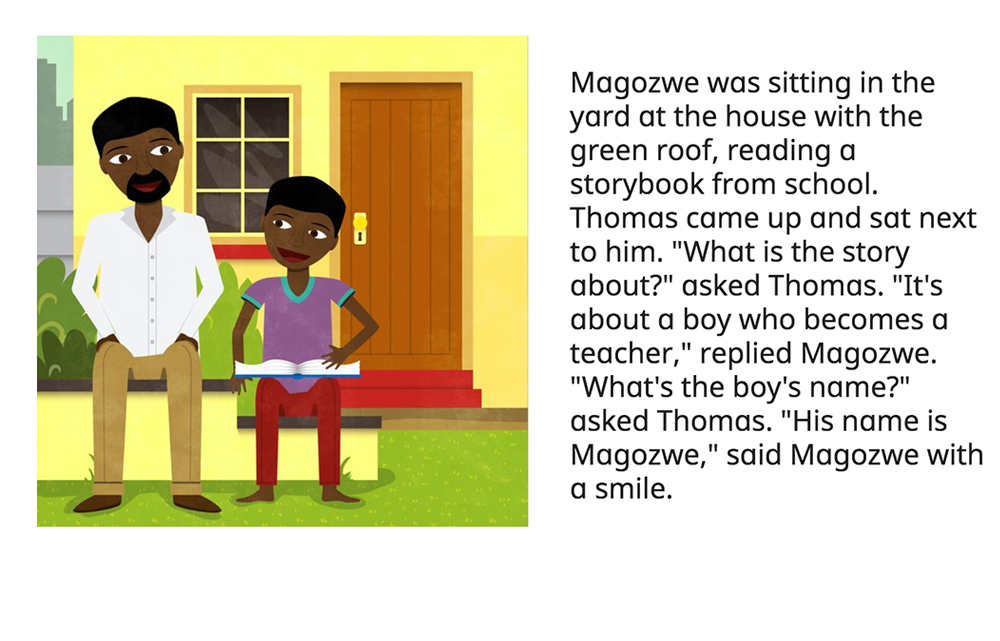 Magozwe was sitting in the
yard at the house with the
green roof, reading a
storybook from school.
Thomas came up and sat next
to him. "What is the story
about?" asked Thomas. "It's
about a boy who becomes a
teacher," replied Magozwe.
"What's the boy's name?"
asked Thomas. "His name is
Magozwe," said Magozwe with
a smile.